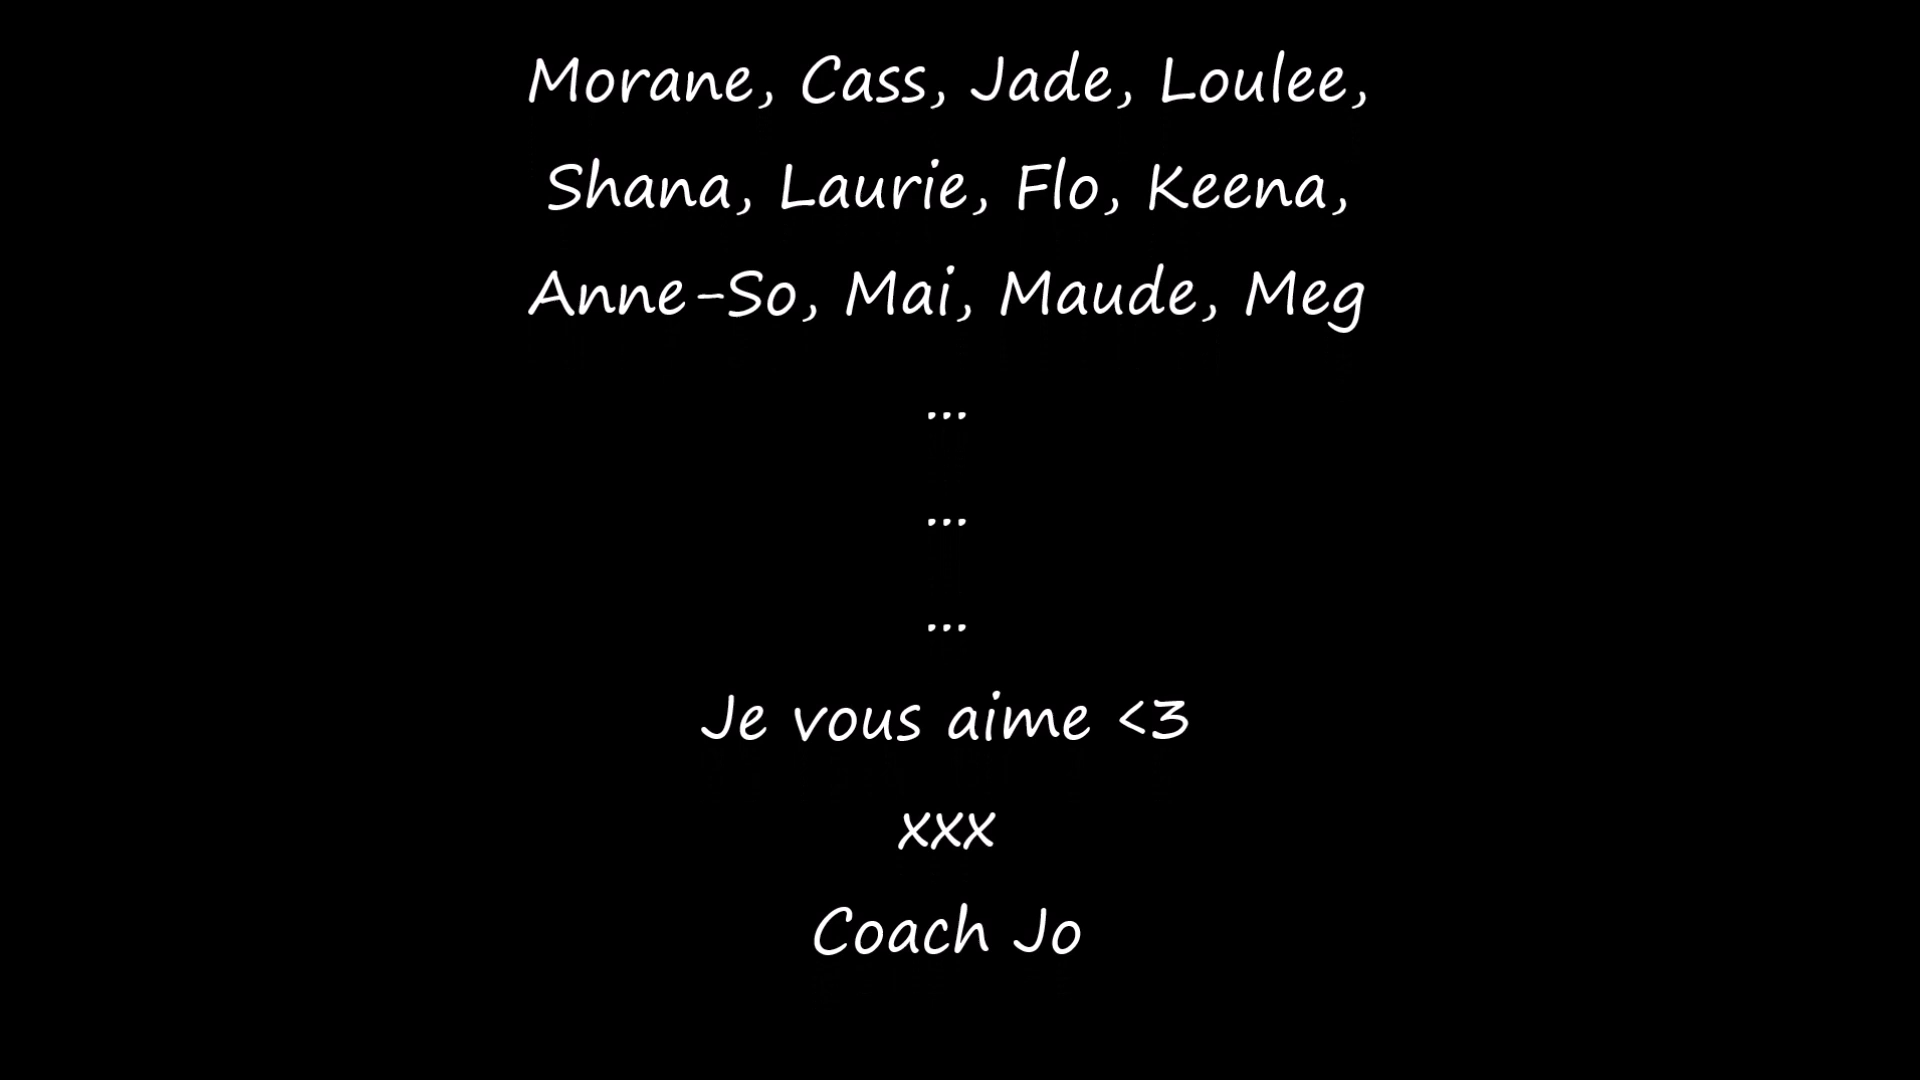 Morane, Cass, Jade, Loulee,
Shana, Laurie, Flo, Keena,
Anne-So, Mai, Maude, Meg
...
...
...
Je vous aime <3
xxx
Coach Jo